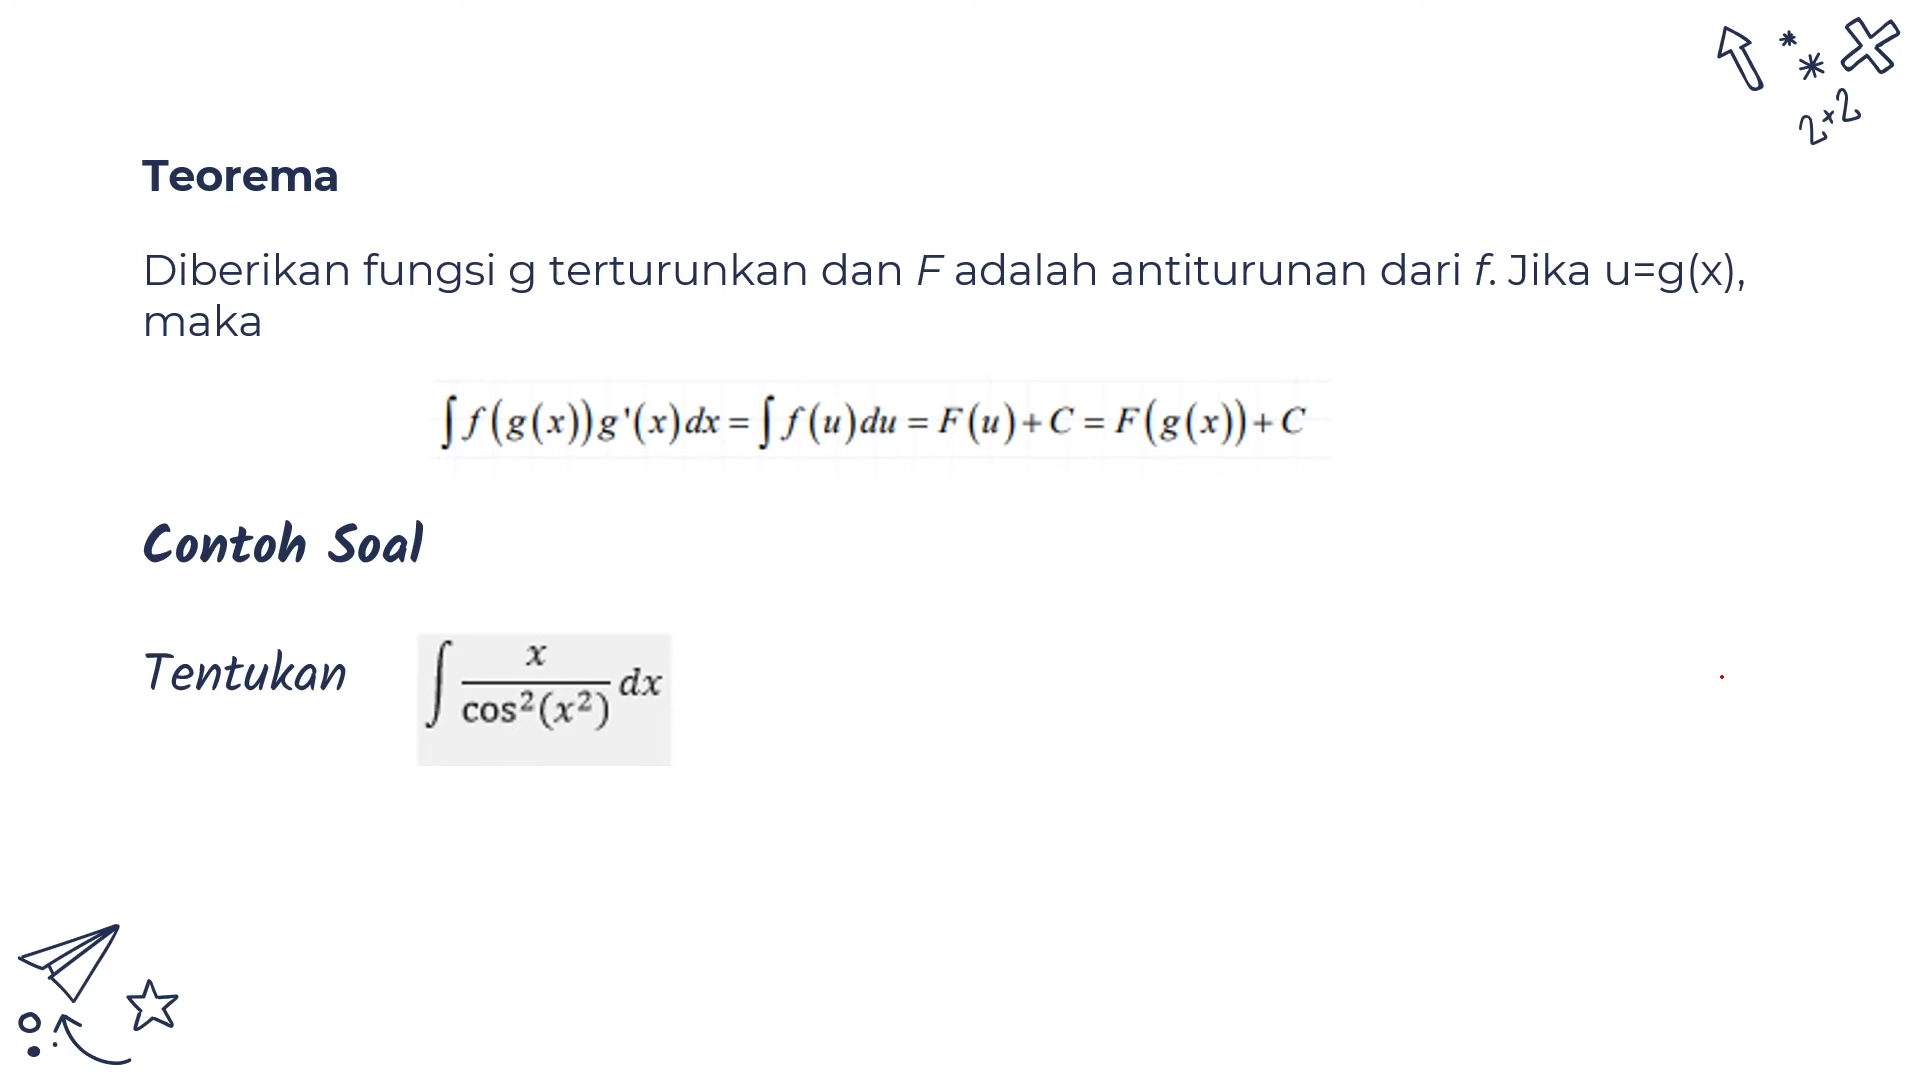 2×2
Teorema
Diberikan fungsi g terturunkan dan F adalah antiturunan dari f. Jika u=g(x),
maka
∫f(g(x))g'(x)dx = ∫f(u)du = F(u)+C = F(g(x))+C
Contoh Soal
Tentukan ∫ x/cos²(x²) dx